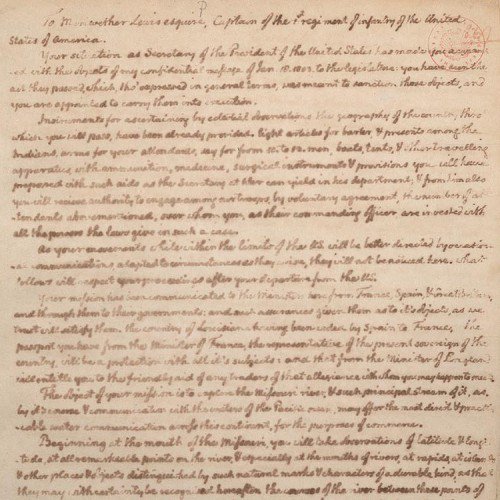 To Meriwether Lewis esquire, Captain of the 1st regiment of infantry of the United
States of America.
Your situation as Secretary of the President of the United States has made you acquaint
-ed with the objects of my confidential message of Jan. 18. 1803. to the legislature: you have seen the
act they passed, which, tho' expressed in general terms, was meant to sanction those objects, and
you are appointed to carry them into execution.
Instruments for ascertaining by celestial observations the geography of the country thro'
which you will pass, have been already provided. light articles for barter, & presents among the
Indians, arms for your attendants, say for from 10 to 12 men, boats, tents, & other travelling
apparatus, with ammunition, medicine, surgical instruments & provisions you will have
prepared with such aids as the Secretary at War can yield in his department; & from him also
you will recieve authority to engage among our troops, by voluntary agreement, the number of at
-tendants abovementioned, over whom you, as their commanding officer are invested with
all the powers the laws give in such a case.
As your movements while within the limits of the US. will be better directed by occasion
-al communications, adapted to circumstances as they arise, they will not be noticed here. what
follows will respect your proceedings after your departure from the US.
Your mission has been communicated to the Ministers here from France, Spain, & Great Britain,
and through them to their governments: and such assurances given them as to it's objects, as we
trust will satisfy them. the country of Louisiana having been ceded by Spain to France, the
passport you have from the Minister of France, the representative of the present sovereign of the
country, will be a protection with all it's subjects: and that from the Minister of England
will entitle you to the friendly aid of any traders of that allegiance with whom you may happen to meet.
The object of your mission is to explore the Missouri river, & such principal stream of it, as,
by it's course & communication with the waters of the Pacific ocean, may offer the most direct & practi
-cable water communication across this continent, for the purposes of commerce.
Beginning at the mouth of the Missouri, you will take observations of latitude & longi
-tude, at all remarkable points on the river, & especially at the mouths of rivers, at rapids, at islands
& other places & objects distinguished by such natural marks & characters of a durable kind, as that
they may with certainty be recognised hereafter. the courses of the river between these points of